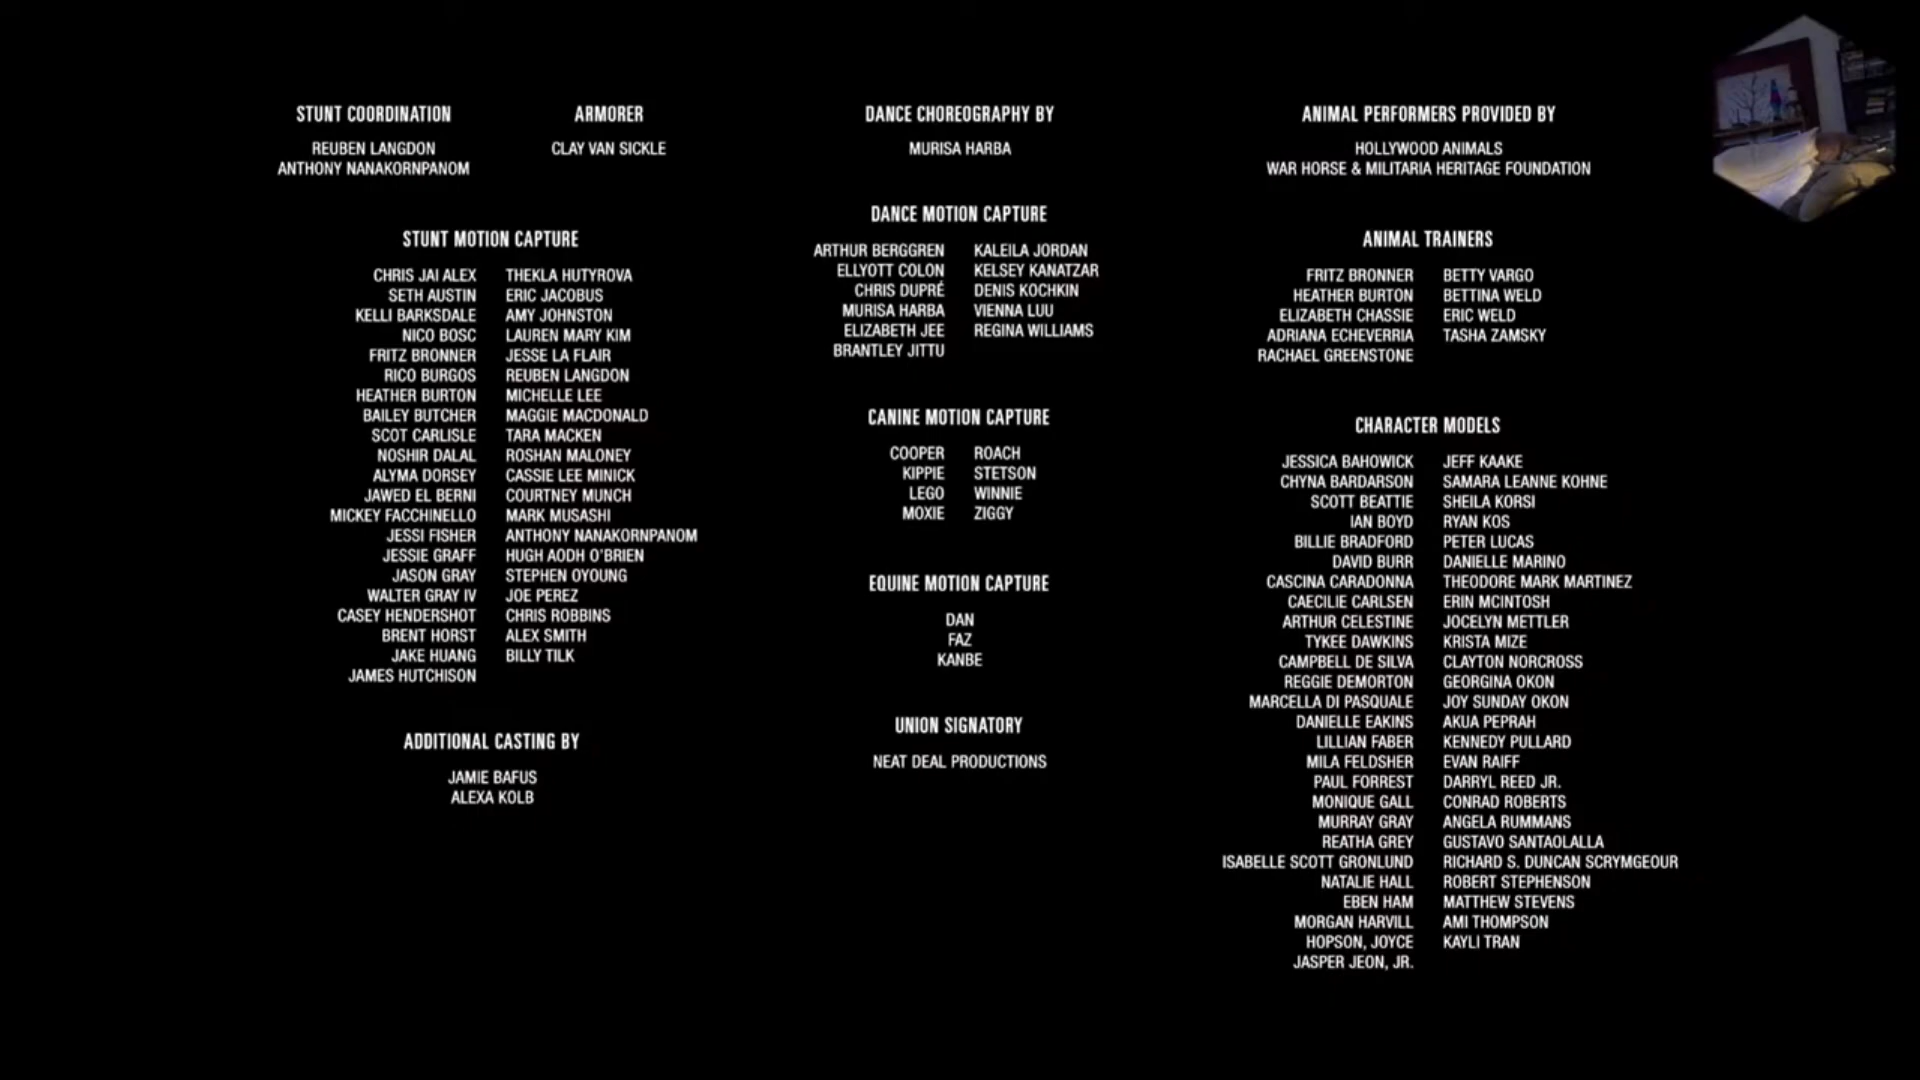 STUNT COORDINATION
REUBEN LANGDON
ANTHONY NANAKORNPANOM
ARMORER
CLAY VAN SICKLE
STUNT MOTION CAPTURE
CHRIS JAI ALEX THEKLA HUTYROVA
SETH AUSTIN ERIC JACOBUS
KELLI BARKSDALE AMY JOHNSTON
NICO BOSC LAUREN MARY KIM
FRITZ BRONNER JESSE LA FLAIR
RICO BURGOS REUBEN LANGDON
HEATHER BURTON MICHELLE LEE
BAILEY BUTCHER MAGGIE MACDONALD
SCOT CARLISLE TARA MACKEN
NOSHIR DALAL ROSHAN MALONEY
ALYMA DORSEY CASSIE LEE MINICK
JAWED EL BERNI COURTNEY MUNCH
MICKEY FACCHINELLO MARK MUSASHI
JESSI FISHER ANTHONY NANAKORNPANOM
JESSIE GRAFF HUGH AODH O'BRIEN
JASON GRAY STEPHEN OYOUNG
WALTER GRAY IV JOE PEREZ
CASEY HENDERSHOT CHRIS ROBBINS
BRENT HORST ALEX SMITH
JAKE HUANG BILLY TILK
JAMES HUTCHISON
ADDITIONAL CASTING BY
JAMIE BAFUS
ALEXA KOLB
DANCE CHOREOGRAPHY BY
MURISA HARBA
DANCE MOTION CAPTURE
ARTHUR BERGGREN KALEILA JORDAN
ELLYOTT COLON KELSEY KANATZAR
CHRIS DUPRÉ DENIS KOCHKIN
MURISA HARBA VIENNA LUU
ELIZABETH JEE REGINA WILLIAMS
BRANTLEY JITTU
CANINE MOTION CAPTURE
COOPER ROACH
KIPPIE STETSON
LEGO WINNIE
MOXIE ZIGGY
EQUINE MOTION CAPTURE
DAN
FAZ
KANBE
UNION SIGNATORY
NEAT DEAL PRODUCTIONS
ANIMAL PERFORMERS PROVIDED BY
HOLLYWOOD ANIMALS
WAR HORSE & MILITARIA HERITAGE FOUNDATION
ANIMAL TRAINERS
FRITZ BRONNER BETTY VARGO
HEATHER BURTON BETTINA WELD
ELIZABETH CHASSIE ERIC WELD
ADRIANA ECHEVERRIA TASHA ZAMSKY
RACHAEL GREENSTONE
CHARACTER MODELS
JESSICA BAHOWICK JEFF KAAKE
CHYNA BARDARSON SAMARA LEANNE KOHNE
SCOTT BEATTIE SHEILA KORSI
IAN BOYD RYAN KOS
BILLIE BRADFORD PETER LUCAS
DAVID BURR DANIELLE MARINO
CASCINA CARADONNA THEODORE MARK MARTINEZ
CAECILIE CARLSEN ERIN MCINTOSH
ARTHUR CELESTINE JOCELYN METTLER
TYKEE DAWKINS KRISTA MIZE
CAMPBELL DE SILVA CLAYTON NORCROSS
REGGIE DEMORTON GEORGINA OKON
MARCELLA DI PASQUALE JOY SUNDAY OKON
DANIELLE EAKINS AKUA PEPRAH
LILLIAN FABER KENNEDY PULLARD
MILA FELDSHER EVAN RAIFF
PAUL FORREST DARRYL REED JR.
MONIQUE GALL CONRAD ROBERTS
MURRAY GRAY ANGELA RUMMANS
REATHA GREY GUSTAVO SANTAOLALLA
ISABELLE SCOTT GRONLUND RICHARD S. DUNCAN SCRYMGEOUR
NATALIE HALL ROBERT STEPHENSON
EBEN HAM MATTHEW STEVENS
MORGAN HARVILL AMI THOMPSON
HOPSON, JOYCE KAYLI TRAN
JASPER JEON, JR.